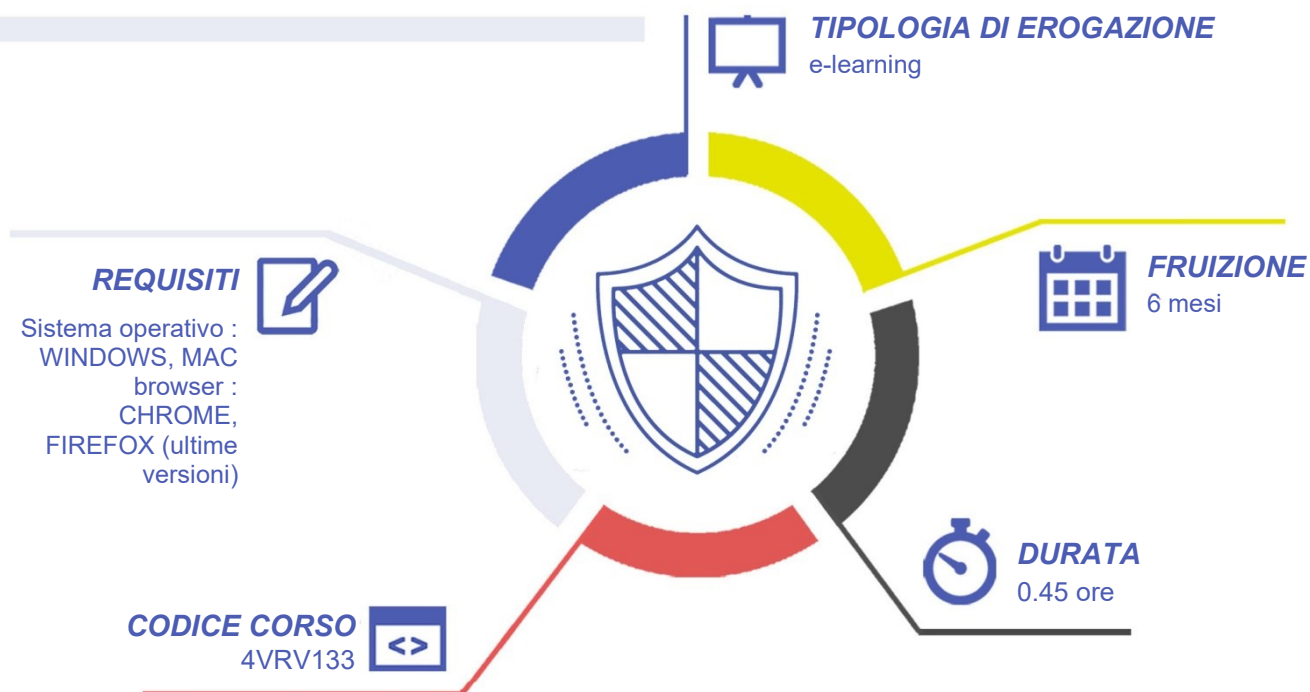 TIPOLOGIA DI EROGAZIONE
e-learning
REQUISITI
Sistema operativo :
WINDOWS, MAC
browser :
CHROME,
FIREFOX (ultime
versioni)
FRUIZIONE
6 mesi
DURATA
0.45 ore
CODICE CORSO
4VRV133
<>